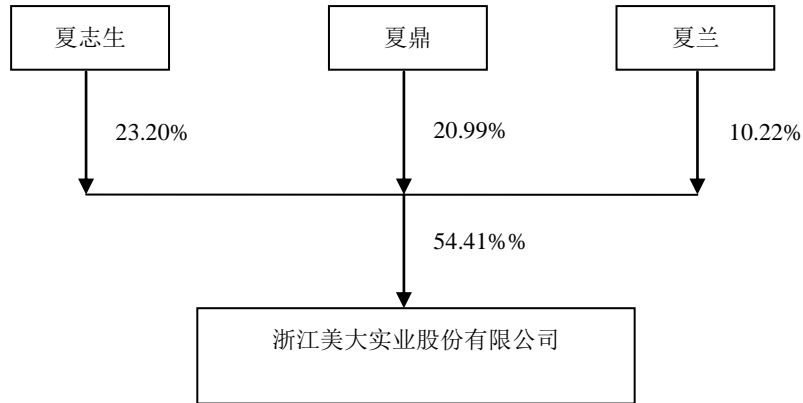 夏志生
夏鼎
夏兰
23.20%
20.99%
10.22%
54.41%%
浙江美大实业股份有限公司